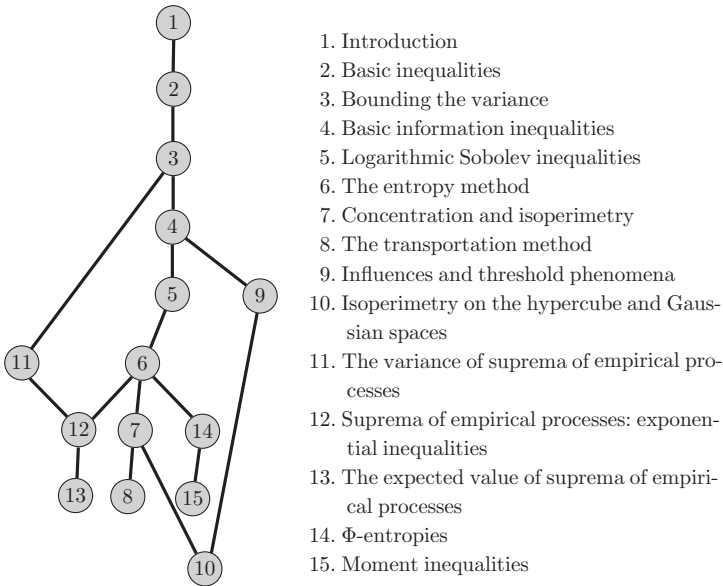 1
2
3
4
5
9
11
6
12
7
14
13
8
15
10
1. Introduction
2. Basic inequalities
3. Bounding the variance
4. Basic information inequalities
5. Logarithmic Sobolev inequalities
6. The entropy method
7. Concentration and isoperimetry
8. The transportation method
9. Influences and threshold phenomena
10. Isoperimetry on the hypercube and Gaus-
sian spaces
11. The variance of suprema of empirical pro-
cesses
12. Suprema of empirical processes: exponen-
tial inequalities
13. The expected value of suprema of empiri-
cal processes
14. Φ-entropies
15. Moment inequalities